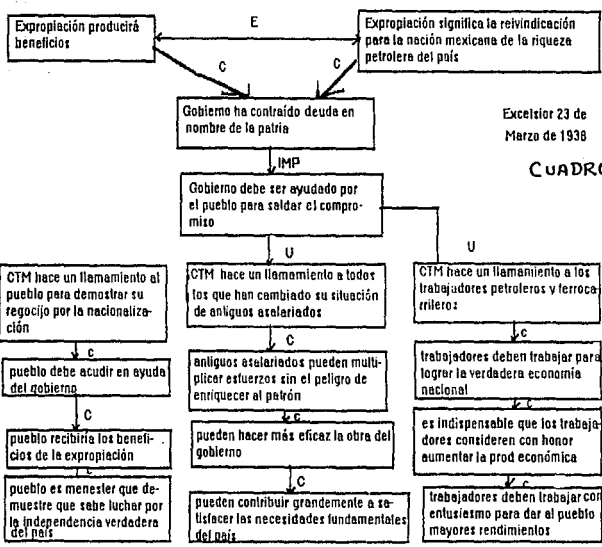 Expropiación producirá
beneficios
E
Expropiación significa la reivindicación
para la nación mexicana de la riqueza
petrolera del país
C
C
Gobierno ha contraído deuda en
nombre de la patria
Excelsior 23 de
Marzo de 1938
CUADRO
IMP
Gobierno debe ser ayudado por
el pueblo para saldar el compro-
miso
U
U
CTM hace un llamamiento al
pueblo para demostrar su
regocijo por la nacionaliza-
ción
CTM hace un llamamiento a todos
los que han cambiado su situación
de antiguos asalariados
CTM hace un llamamiento a los
trabajadores petroleros y ferroca-
rrileros
c
C
c
pueblo debe acudir en ayuda
del gobierno
antiguos asalariados pueden multi-
plicar esfuerzos sin el peligro de
enriquecer al patrón
trabajadores deben trabajar para
lograr la verdadera economía
nacional
C
c
c
pueblo recibiría los benefi-
cios de la expropiación
pueden hacer más eficaz la obra del
gobierno
es indispensable que los trabaja-
dores consideren con honor
aumentar la prod económica
c
C
c
pueblo es menester que de-
muestre que sabe luchar por
la independencia verdadera
del país
pueden contribuir grandemente a sa-
tisfacer las necesidades fundamentales
del país
trabajadores deben trabajar con
entusiasmo para dar al pueblo
mayores rendimientos